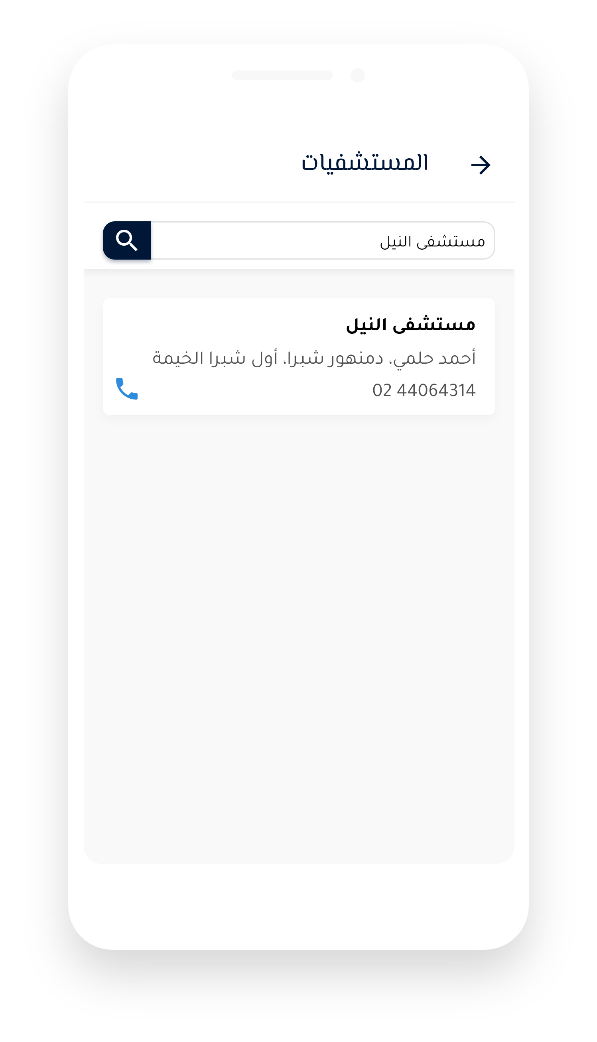 المستشفيات
مستشفى النيل
مستشفى النيل
أحمد حلمي، دمنهور شبرا، أول شبرا الخيمة
02 44064314